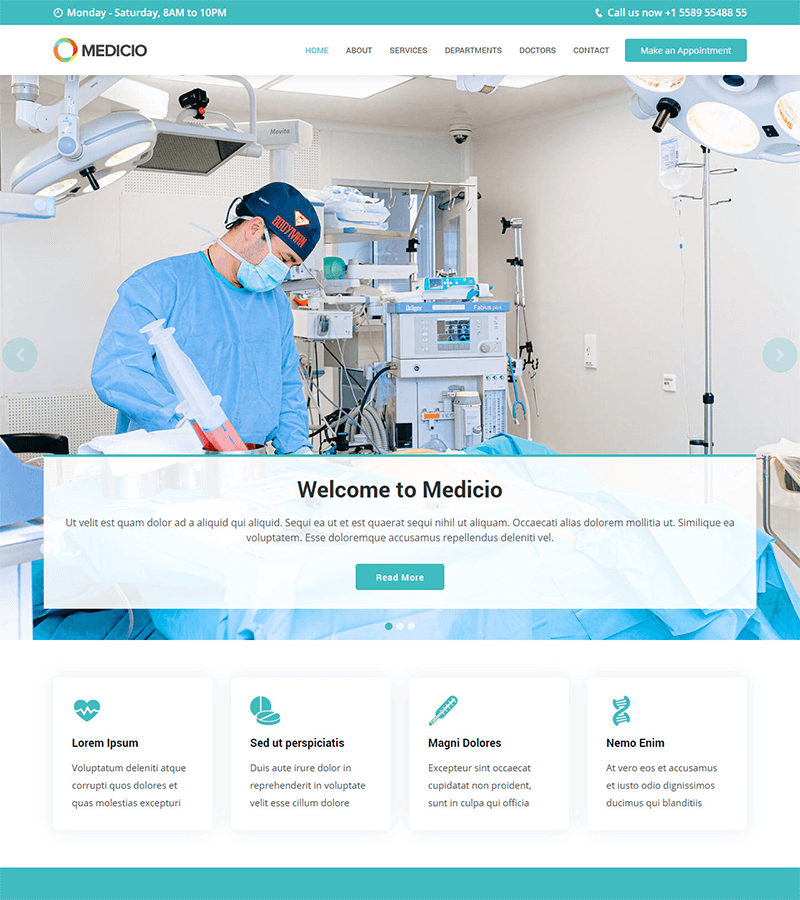 Monday - Saturday, 8AM to 10PM
Call us now +1 5589 55488 55
MEDICIO
HOME ABOUT SERVICES DEPARTMENTS DOCTORS CONTACT Make an Appointment
Movita
BODYMAN
Dräger Fabius plus
Welcome to Medicio
Ut velit est quam dolor ad a aliquid qui aliquid. Sequi ea ut et est quaerat sequi nihil ut aliquam. Occaecati alias dolorem mollitia ut. Similique ea
voluptatem. Esse doloremque accusamus repellendus deleniti vel.
Read More
Lorem Ipsum
Voluptatum deleniti atque
corrupti quos dolores et
quas molestias excepturi
Sed ut perspiciatis
Duis aute irure dolor in
reprehenderit in voluptate
velit esse cillum dolore
Magni Dolores
Excepteur sint occaecat
cupidatat non proident,
sunt in culpa qui officia
Nemo Enim
At vero eos et accusamus
et iusto odio dignissimos
ducimus qui blanditiis